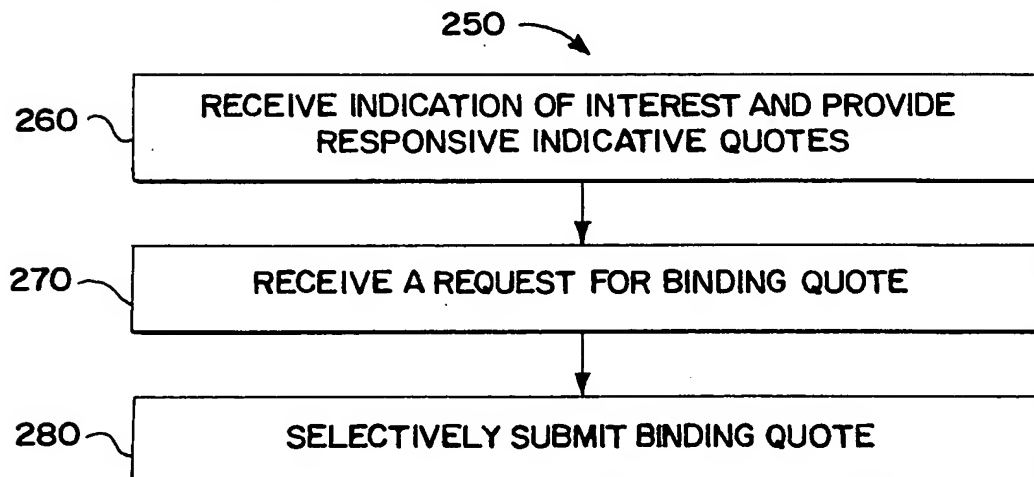 250
260
RECEIVE INDICATION OF INTEREST AND PROVIDE
RESPONSIVE INDICATIVE QUOTES
270
RECEIVE A REQUEST FOR BINDING QUOTE
280
SELECTIVELY SUBMIT BINDING QUOTE